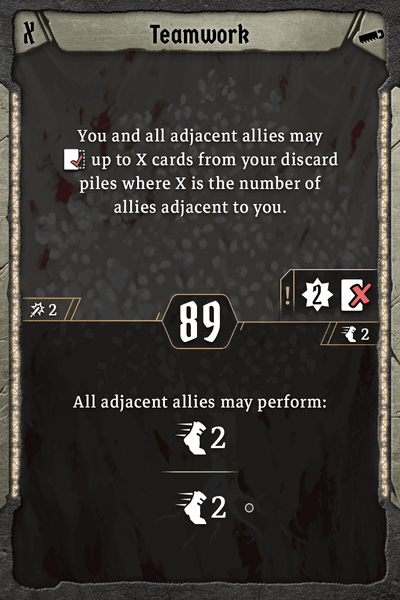 X
Teamwork
You and all adjacent allies may
up to X cards from your discard
piles where X is the number of
allies adjacent to you.
! 2
2
89
2
All adjacent allies may perform:
2
2